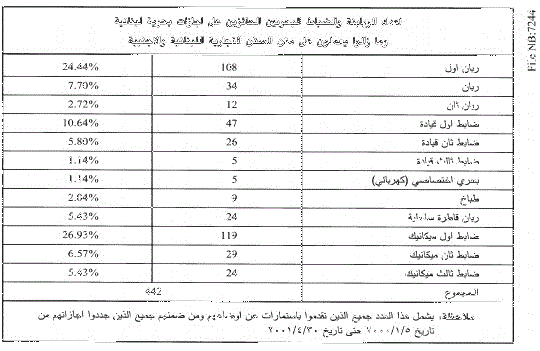 اعداد الربابنة والضباط البحريين الحائزين على اجازات بحرية لبنانية
وما زالوا يعملون على متن السفن التجارية اللبنانية والاجنبية
ربان اول 108 24.44%
ربان 34 7.70%
ربان ثان 12 2.72%
ضابط اول قيادة 47 10.64%
ضابط ثان قيادة 26 5.80%
ضابط ثالث قيادة 5 1.14%
بحري اختصاصي (كهربائي) 5 1.14%
طباخ 9 2.04%
ربان قاطرة ساحلية 24 5.43%
ضابط اول ميكانيك 119 26.93%
ضابط ثان ميكانيك 29 6.57%
ضابط ثالث ميكانيك 24 5.43%
المجموع 442
ملاحظة، يشمل هذا العدد جميع الذين تقدموا باستمارات عن اوضاعهم ومن ضمنهم جميع الذين جددوا اجازاتهم من
تاريخ ٢٠٠٠/١/٥ حتى تاريخ ٢٠٠١/٤/٣٠
File NB:7244